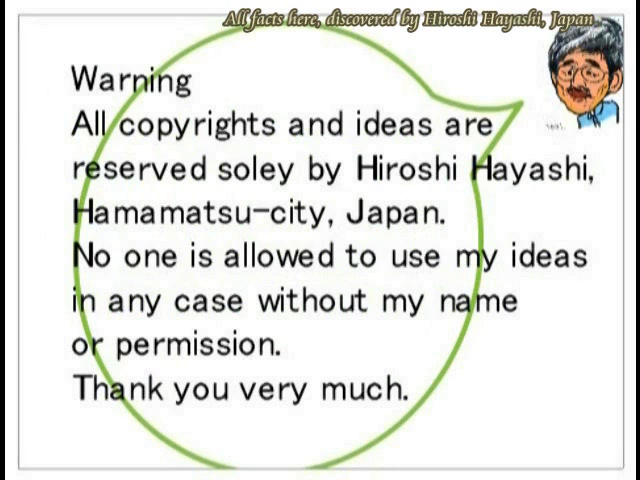 All facts here, discovered by Hiroshi Hayashi, Japan
Warning
All copyrights and ideas are
reserved soley by Hiroshi Hayashi,
Hamamatsu-city, Japan.
No one is allowed to use my ideas
in any case without my name
or permission.
Thank you very much.